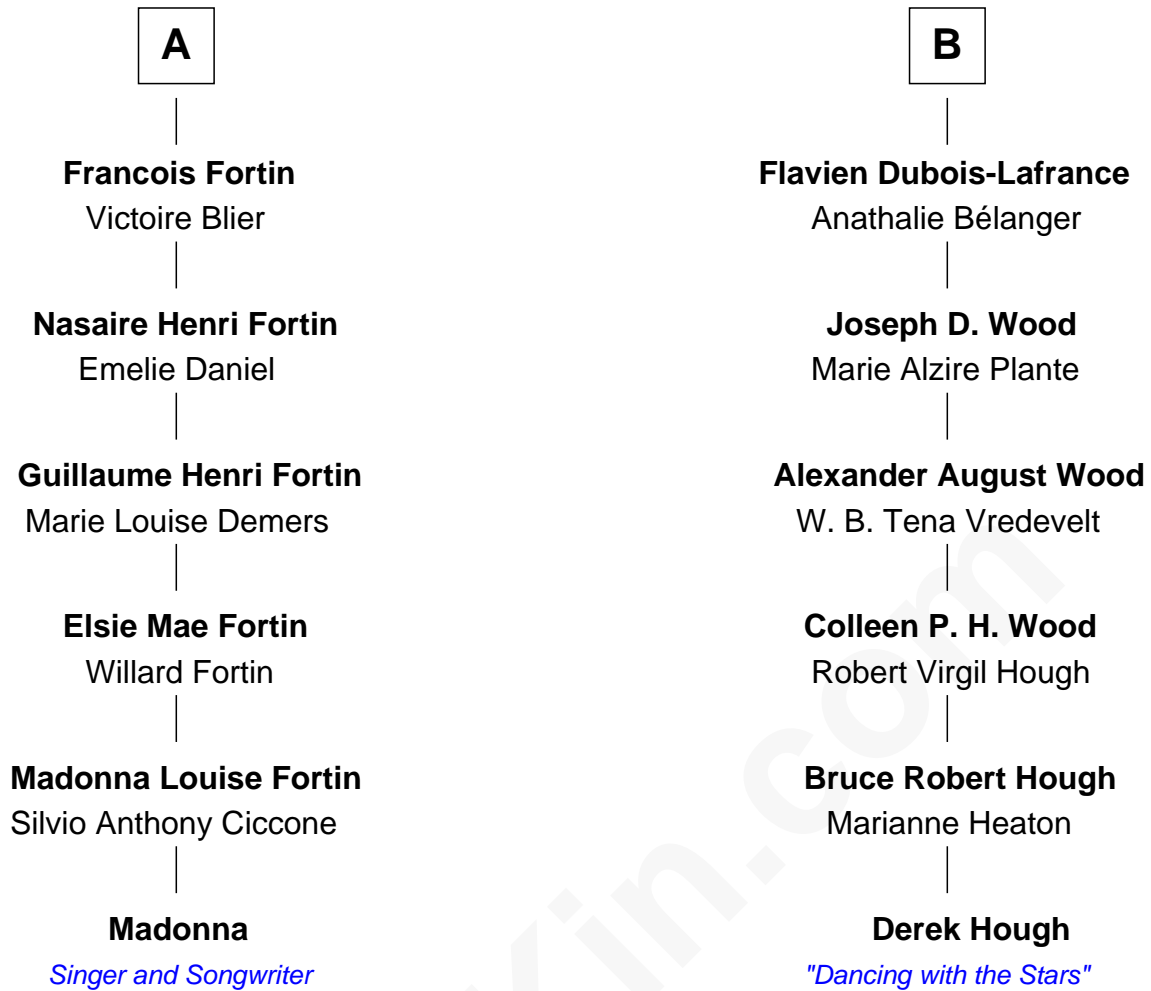 A
Francois Fortin
Victoire Blier
Nasaire Henri Fortin
Emelie Daniel
Guillaume Henri Fortin
Marie Louise Demers
Elsie Mae Fortin
Willard Fortin
Madonna Louise Fortin
Silvio Anthony Ciccone
Madonna
Singer and Songwriter
B
Flavien Dubois-Lafrance
Anathalie Bélanger
Joseph D. Wood
Marie Alzire Plante
Alexander August Wood
W. B. Tena Vredevelt
Colleen P. H. Wood
Robert Virgil Hough
Bruce Robert Hough
Marianne Heaton
Derek Hough
"Dancing with the Stars"